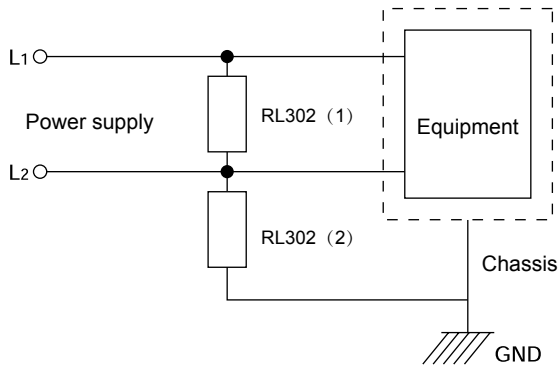 L1
RL302（1）
Power supply
Equipment
L2
RL302（2）
Chassis
GND